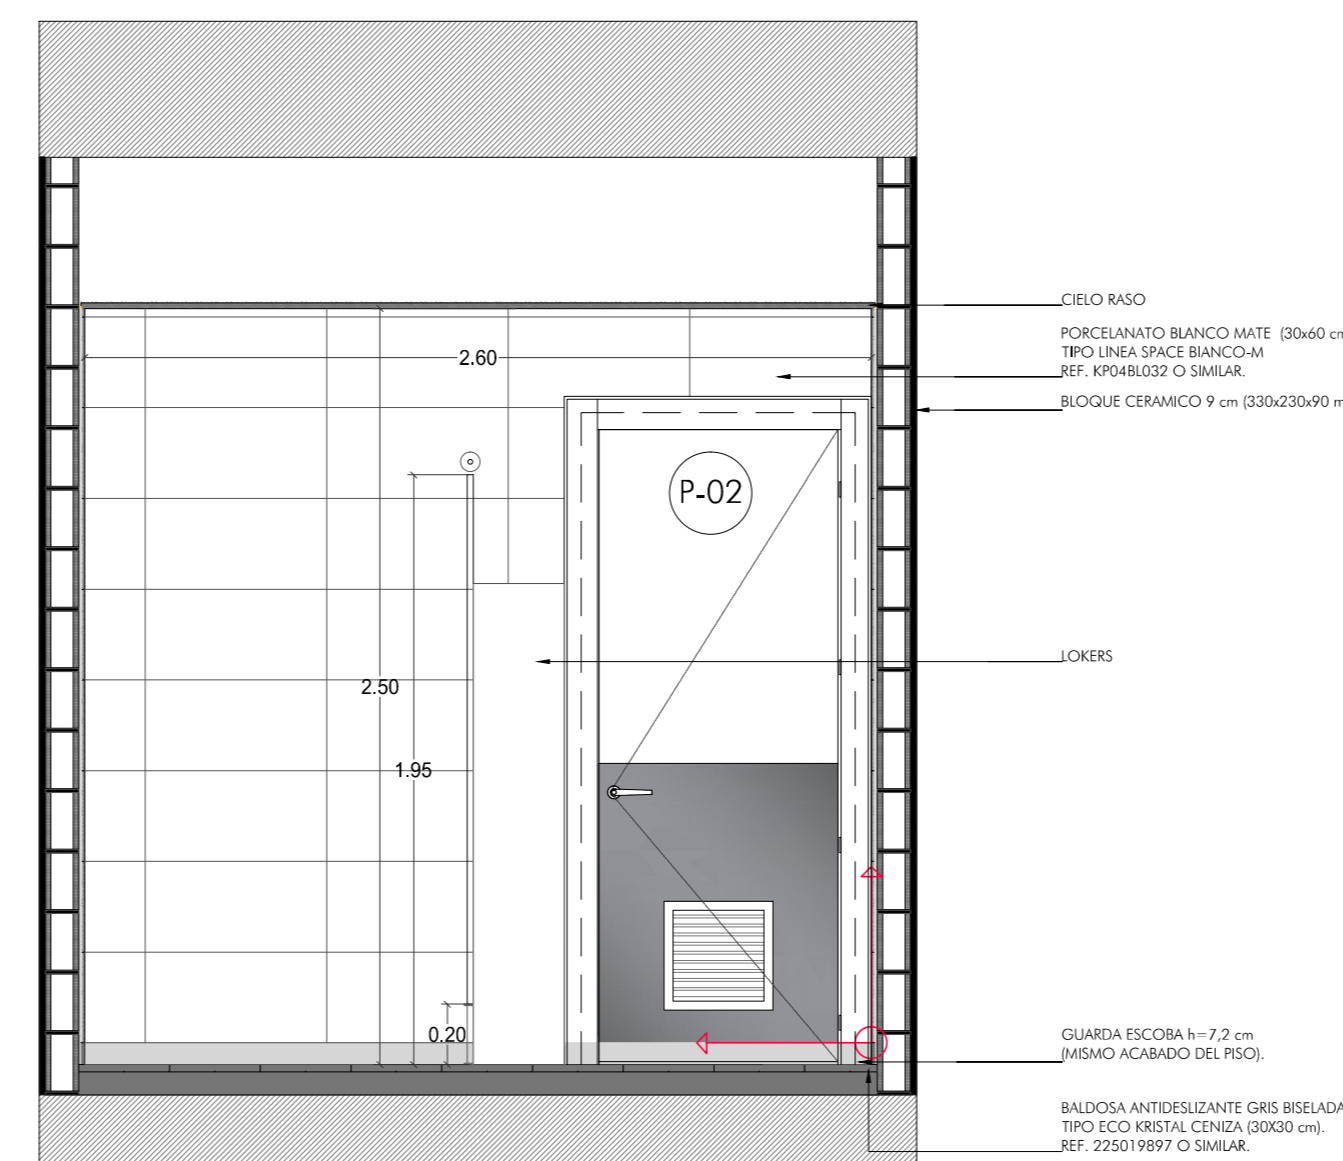 CIELO RASO
PORCELANATO BLANCO MATE (30x60 cm
TIPO LINEA SPACE BIANCO-M
REF. KP04BL032 O SIMILAR.
2.60
BLOQUE CERAMICO 9 cm (330x230x90 m
P-02
LOKERS
2.50
1.95
0.20
GUARDA ESCOBA h=7,2 cm
(MISMO ACABADO DEL PISO).
BALDOSA ANTIDESLIZANTE GRIS BISELADA
TIPO ECO KRISTAL CENIZA (30X30 cm).
REF. 225019897 O SIMILAR.